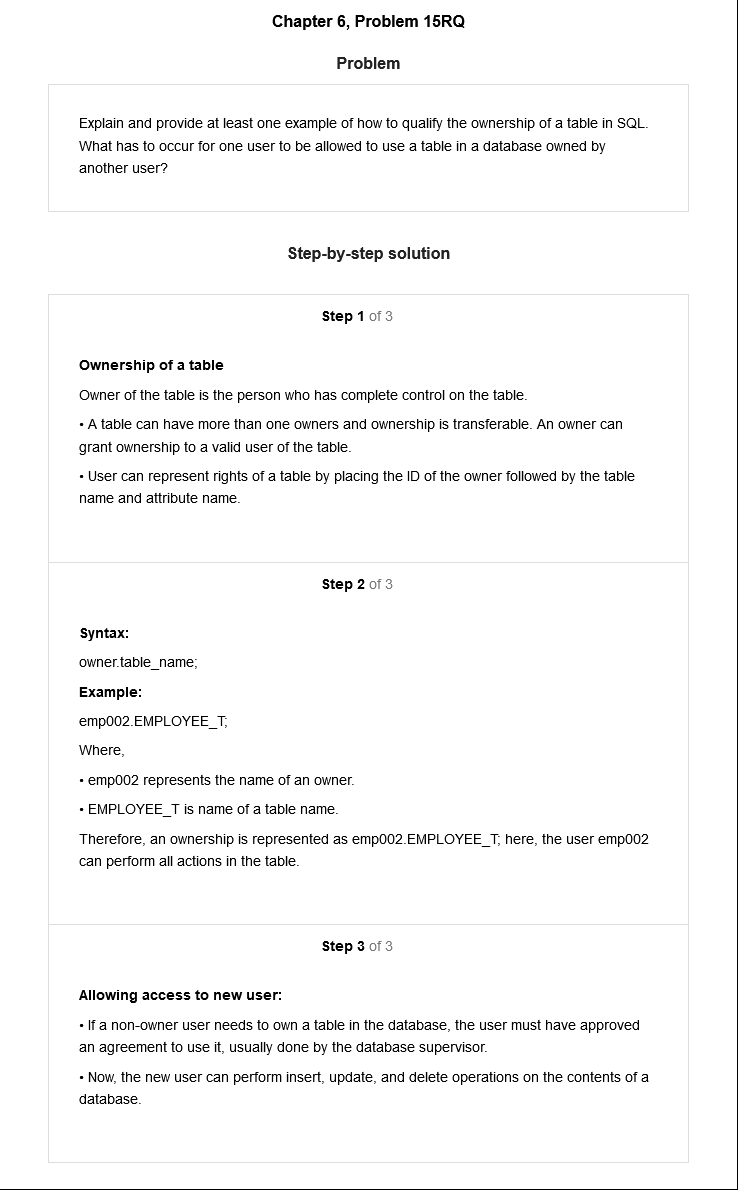 Chapter 6, Problem 15RQ
Problem
Explain and provide at least one example of how to qualify the ownership of a table in SQL.
What has to occur for one user to be allowed to use a table in a database owned by
another user?
Step-by-step solution
Step 1 of 3
Ownership of a table
Owner of the table is the person who has complete control on the table.
• A table can have more than one owners and ownership is transferable. An owner can
grant ownership to a valid user of the table.
• User can represent rights of a table by placing the ID of the owner followed by the table
name and attribute name.
Step 2 of 3
Syntax:
owner.table_name;
Example:
emp002.EMPLOYEE_T;
Where,
• emp002 represents the name of an owner.
• EMPLOYEE_T is name of a table name.
Therefore, an ownership is represented as emp002.EMPLOYEE_T; here, the user emp002
can perform all actions in the table.
Step 3 of 3
Allowing access to new user:
• If a non-owner user needs to own a table in the database, the user must have approved
an agreement to use it, usually done by the database supervisor.
• Now, the new user can perform insert, update, and delete operations on the contents of a
database.